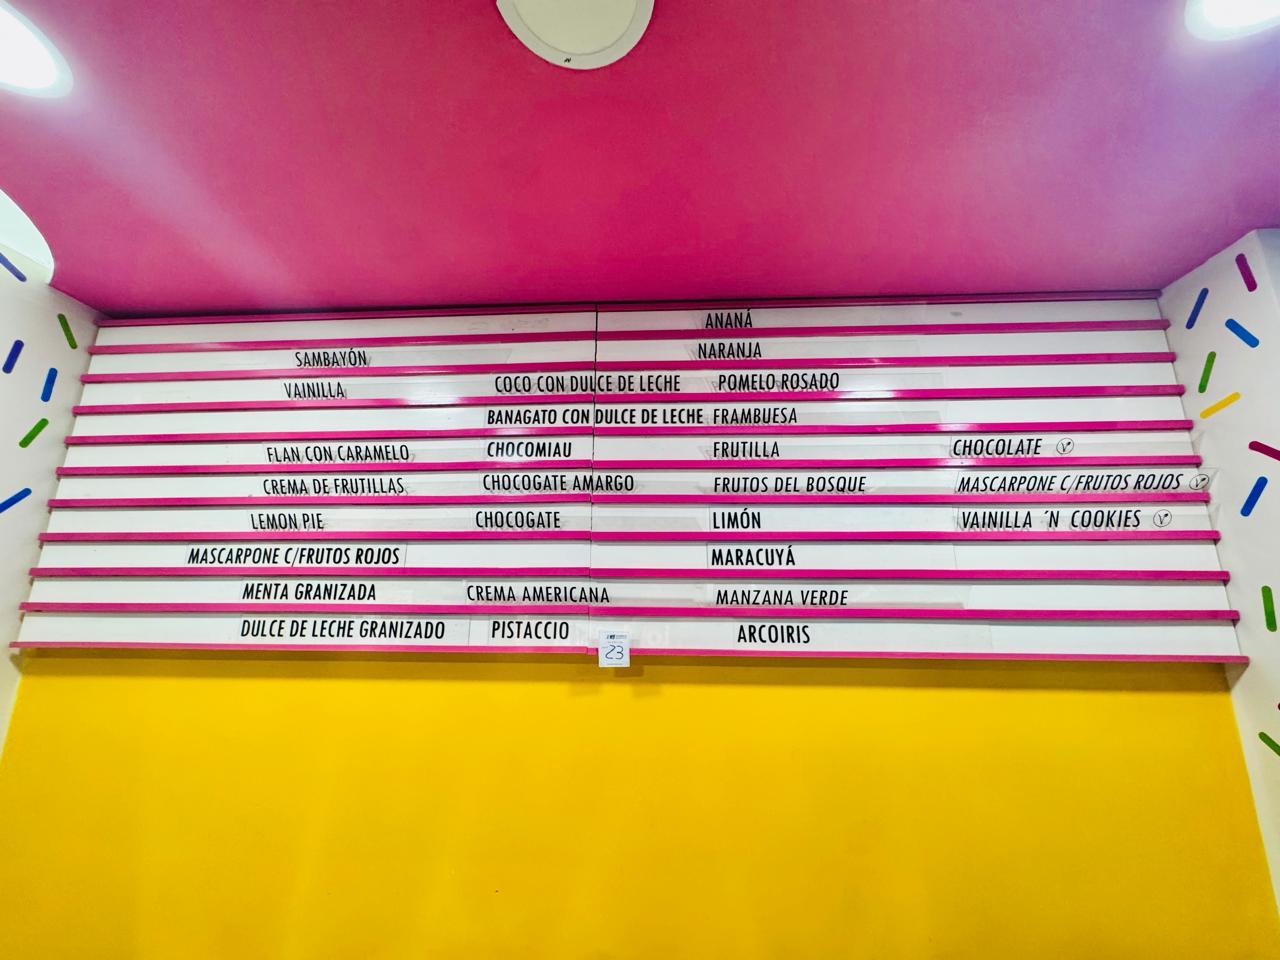 ANANÁ
SAMBAYÓN NARANJA
VAINILLA COCO CON DULCE DE LECHE POMELO ROSADO
BANAGATO CON DULCE DE LECHE FRAMBUESA
FLAN CON CARAMELO CHOCOMIAU FRUTILLA CHOCOLATE V
CREMA DE FRUTILLAS CHOCOGATE AMARGO FRUTOS DEL BOSQUE MASCARPONE C/FRUTOS ROJOS V
LEMON PIE CHOCOGATE LIMÓN VAINILLA ´N COOKIES V
MASCARPONE C/FRUTOS ROJOS MARACUYÁ
MENTA GRANIZADA CREMA AMERICANA MANZANA VERDE
DULCE DE LECHE GRANIZADO PISTACCIO ARCOIRIS
23